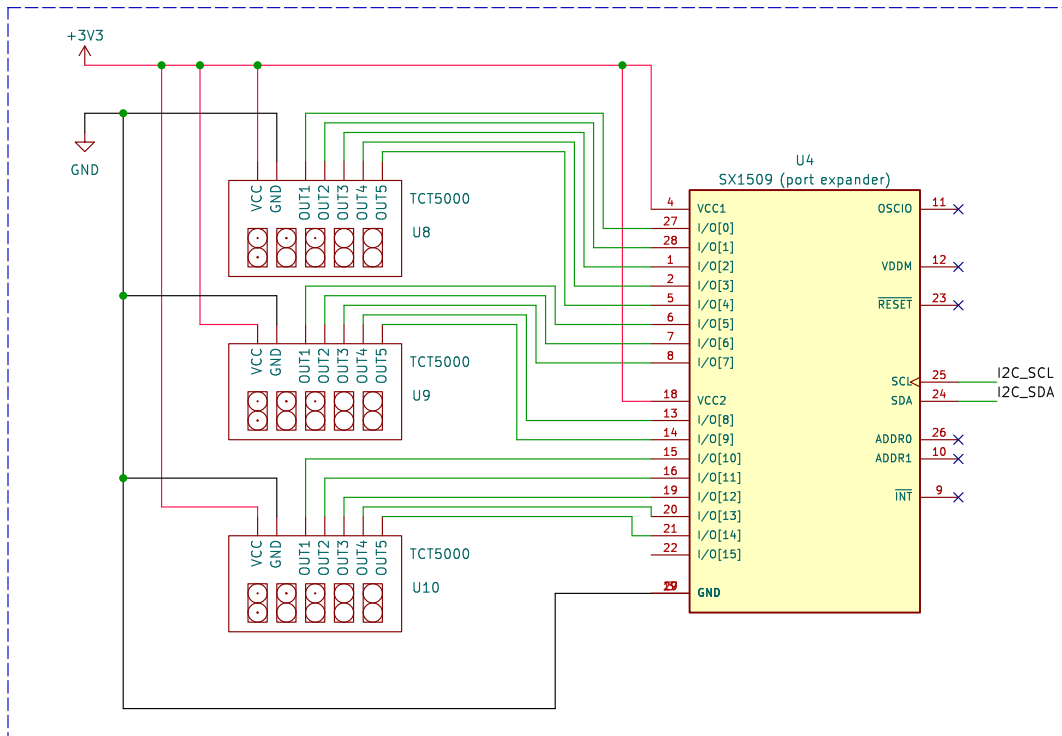 +3V3
GND
VCC
GND
OUT1
OUT2
OUT3
OUT4
OUT5
TCT5000
U8
VCC
GND
OUT1
OUT2
OUT3
OUT4
OUT5
TCT5000
U9
VCC
GND
OUT1
OUT2
OUT3
OUT4
OUT5
TCT5000
U10
U4
SX1509 (port expander)
4 VCC1
27 I/O[0]
28 I/O[1]
1 I/O[2]
2 I/O[3]
5 I/O[4]
6 I/O[5]
7 I/O[6]
8 I/O[7]
18 VCC2
13 I/O[8]
14 I/O[9]
15 I/O[10]
16 I/O[11]
19 I/O[12]
20 I/O[13]
21 I/O[14]
22 I/O[15]
GND
OSCIO 11
VDDM 12
RESET 23
SCL 25 I2C_SCL
SDA 24 I2C_SDA
ADDR0 26
ADDR1 10
INT 9